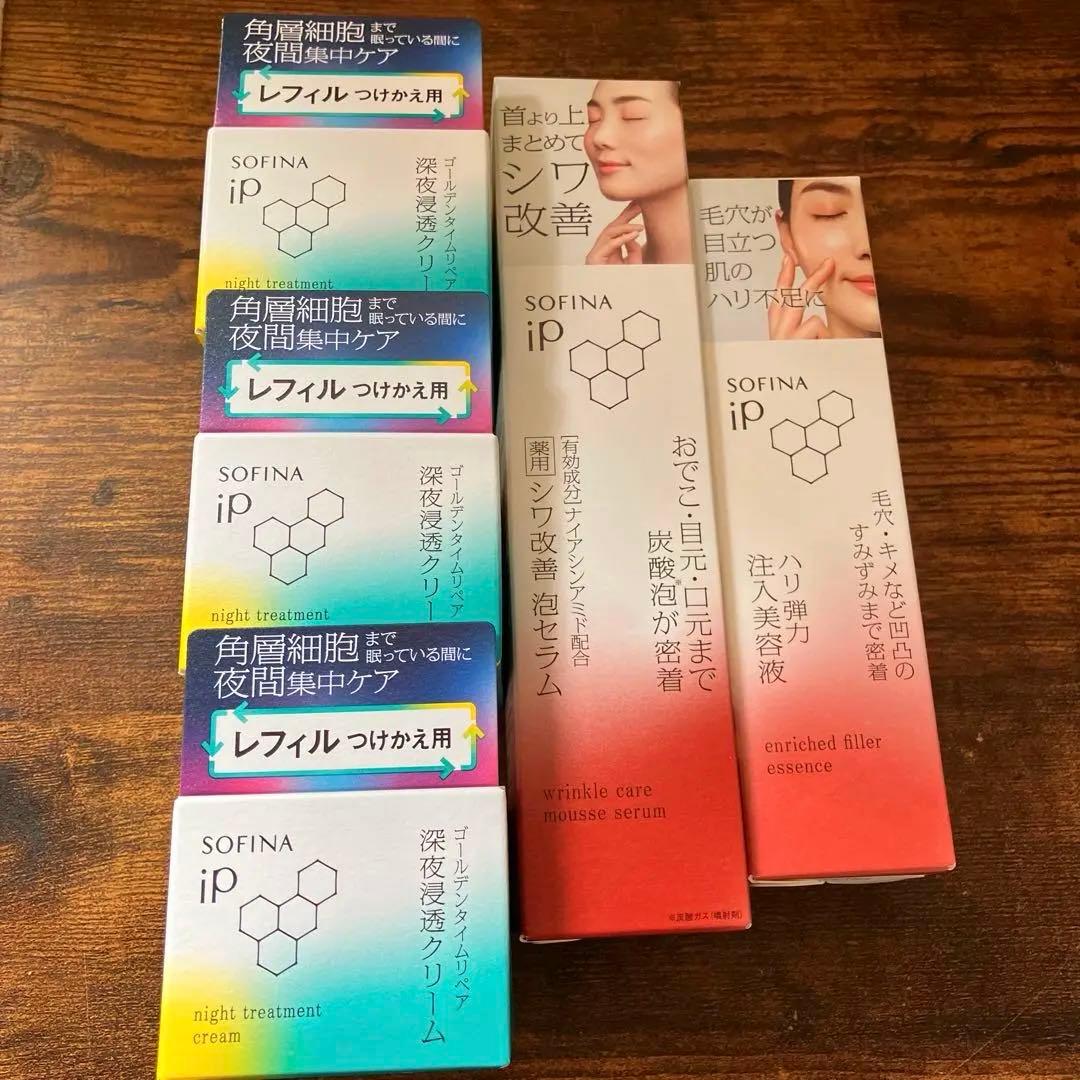 角層細胞まで
眠っている間に
夜間集中ケア
レフィル つけかえ用
SOFINA
iP
ゴールデンタイムリペア
深夜浸透クリー
night treatment
角層細胞まで
眠っている間に
夜間集中ケア
レフィル つけかえ用
SOFINA
iP
ゴールデンタイムリペア
深夜浸透クリー
night treatment
角層細胞まで
眠っている間に
夜間集中ケア
レフィル つけかえ用
SOFINA
iP
ゴールデンタイムリペア
深夜浸透クリーム
night treatment
cream
首より上
まとめて
シワ
改善
SOFINA
iP
おでこ・目元・口元まで
炭酸※泡が密着
[有効成分]ナイアシンアミド配合
薬用 シワ改善 泡セラム
wrinkle care
mousse serum
※炭酸ガス(噴射剤)
毛穴が
目立つ
肌の
ハリ不足に
SOFINA
iP
毛穴・キメなど凹凸の
すみずみまで密着
ハリ弾力
注入美容液
enriched filler
essence